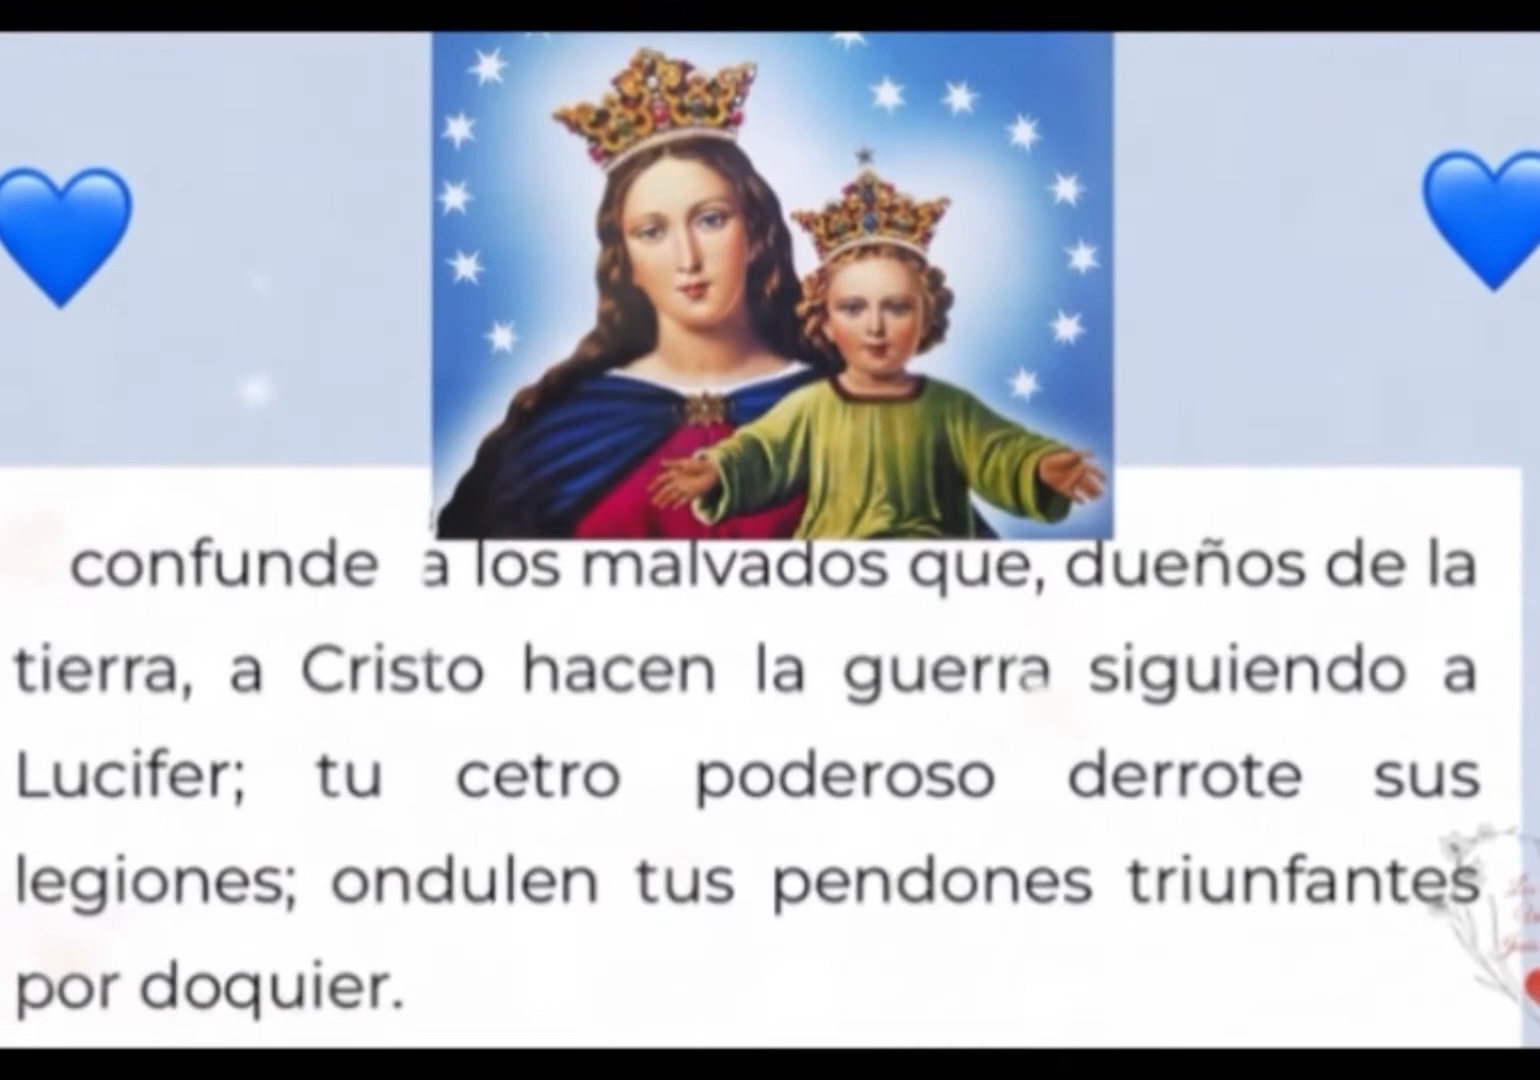 confunde a los malvados que, dueños de la
tierra, a Cristo hacen la guerra siguiendo a
Lucifer; tu cetro poderoso derrote sus
legiones; ondulen tus pendones triunfantes
por doquier.